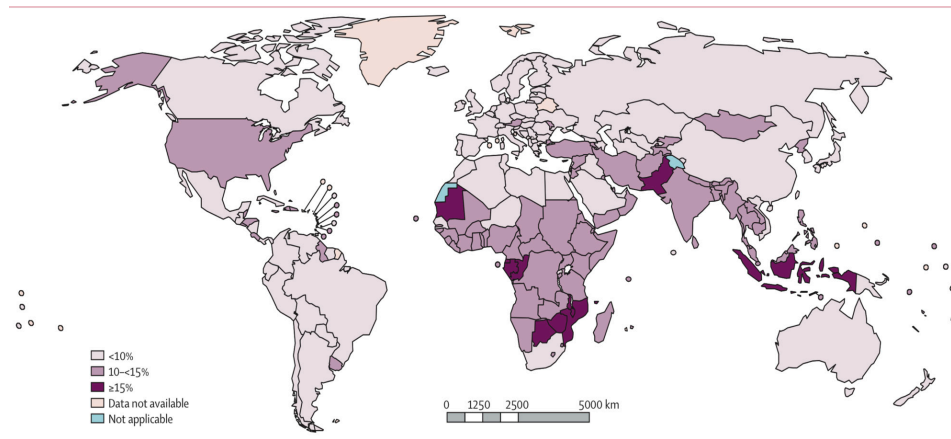 <10%
10–<15%
≥15%
Data not available
Not applicable
0 1250 2500 5000 km